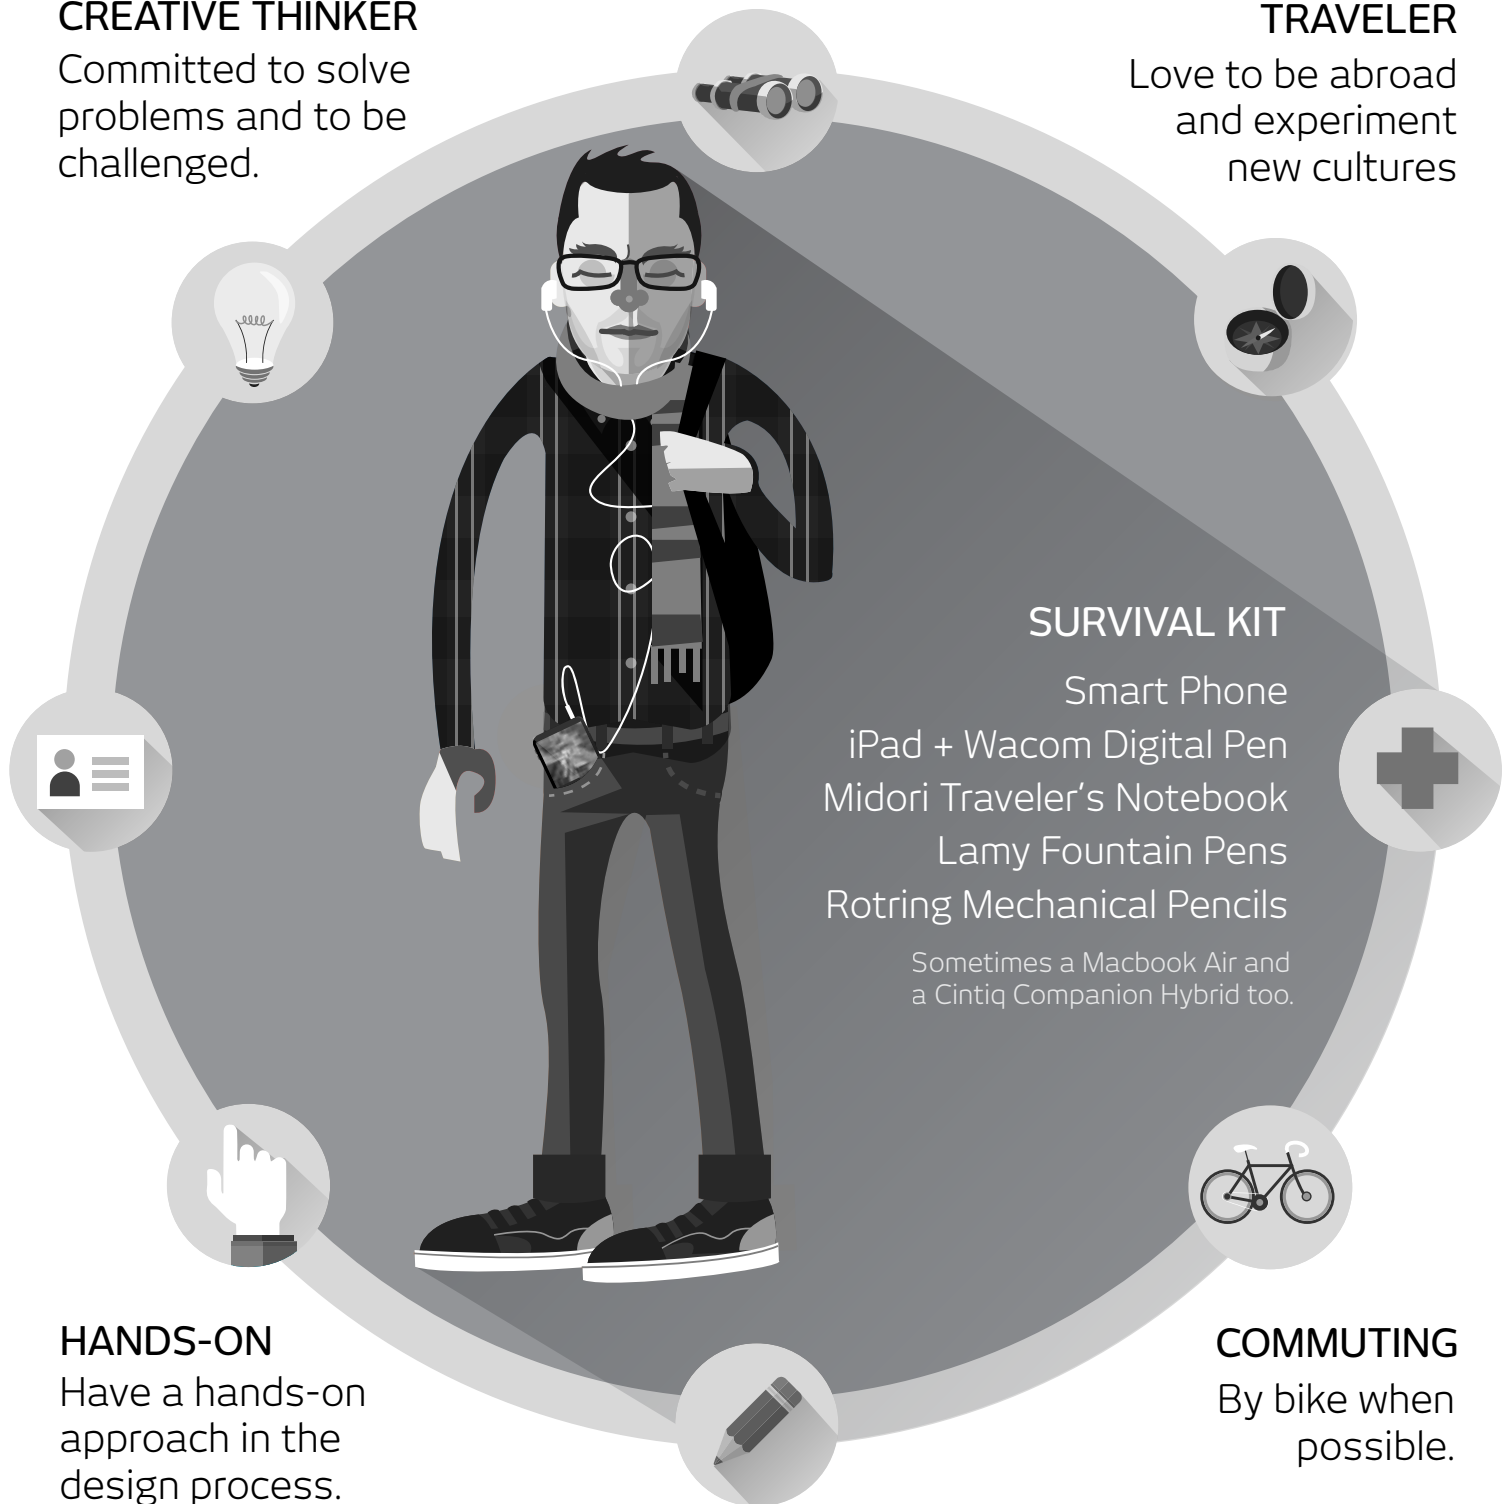 CREATIVE THINKER
Committed to solve
problems and to be
challenged.
TRAVELER
Love to be abroad
and experiment
new cultures
SURVIVAL KIT
Smart Phone
iPad + Wacom Digital Pen
Midori Traveler's Notebook
Lamy Fountain Pens
Rotring Mechanical Pencils
Sometimes a Macbook Air and
a Cintiq Companion Hybrid too.
HANDS-ON
Have a hands-on
approach in the
design process.
COMMUTING
By bike when
possible.